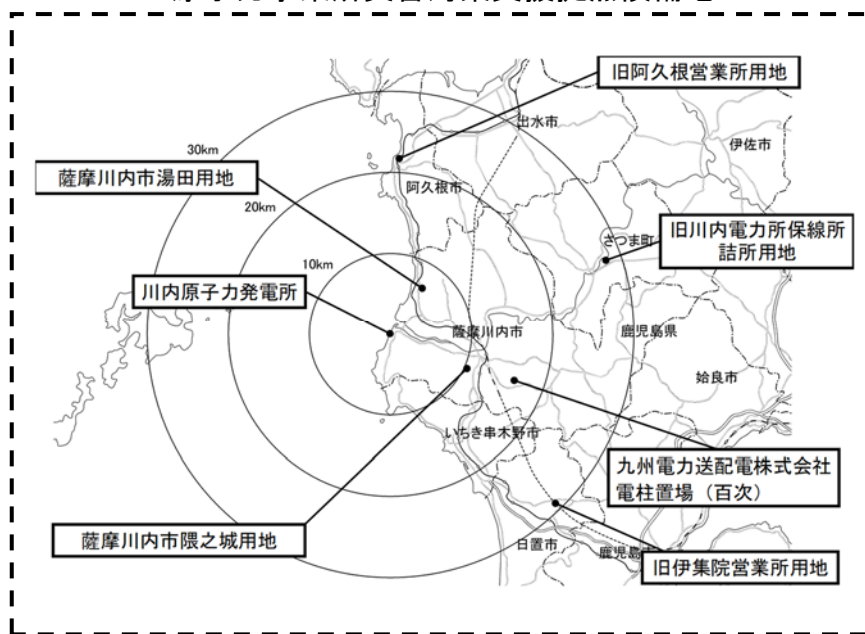 旧阿久根営業所用地
出水市
伊佐市
30km
薩摩川内市湯田用地
阿久根市
20km
さつま町
旧川内電力所保線所
詰所用地
10km
川内原子力発電所
薩摩川内市
鹿児島県
姶良市
いちき串木野市
九州電力送配電株式会社
電柱置場（百次）
薩摩川内市隈之城用地
日置市
鹿児島市
旧伊集院営業所用地